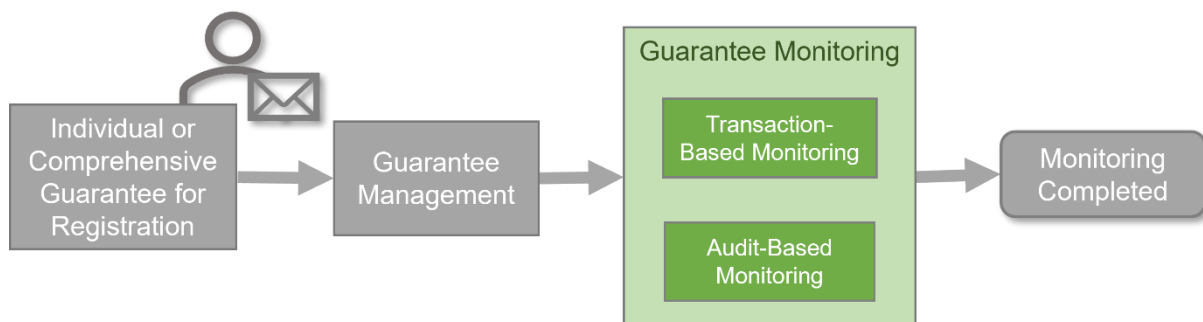 Individual or
Comprehensive
Guarantee for
Registration
Guarantee
Management
Guarantee Monitoring
Transaction-
Based Monitoring
Audit-Based
Monitoring
Monitoring
Completed